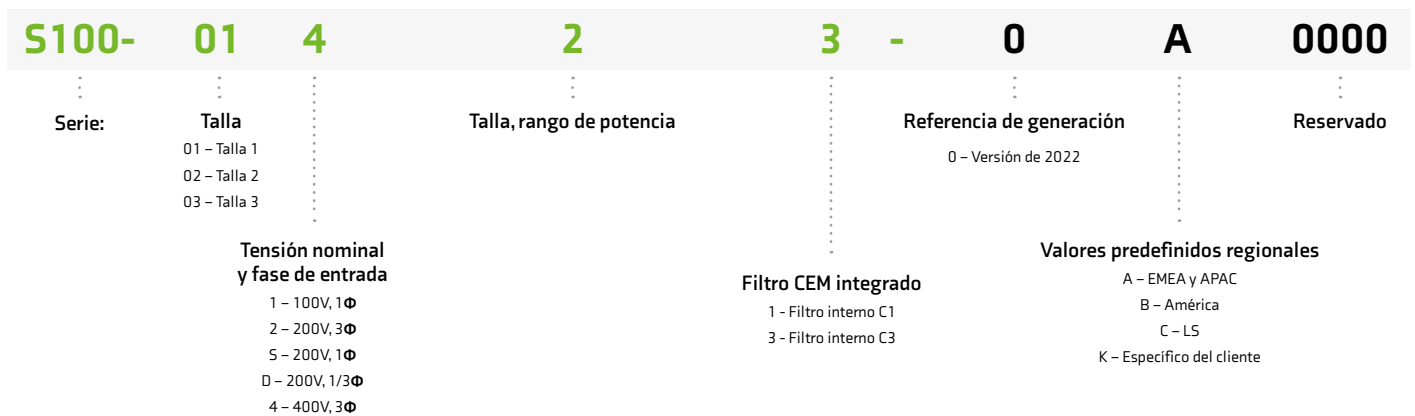 S100- 01 4 2 3 - 0 A 0000
Serie:
Talla
01 – Talla 1
02 – Talla 2
03 – Talla 3
Tensión nominal
y fase de entrada
1 – 100V, 1Φ
2 – 200V, 3Φ
S – 200V, 1Φ
D – 200V, 1/3Φ
4 – 400V, 3Φ
Talla, rango de potencia
Filtro CEM integrado
1 - Filtro interno C1
3 - Filtro interno C3
Referencia de generación
0 – Versión de 2022
Valores predefinidos regionales
A – EMEA y APAC
B – América
C – LS
K – Específico del cliente
Reservado